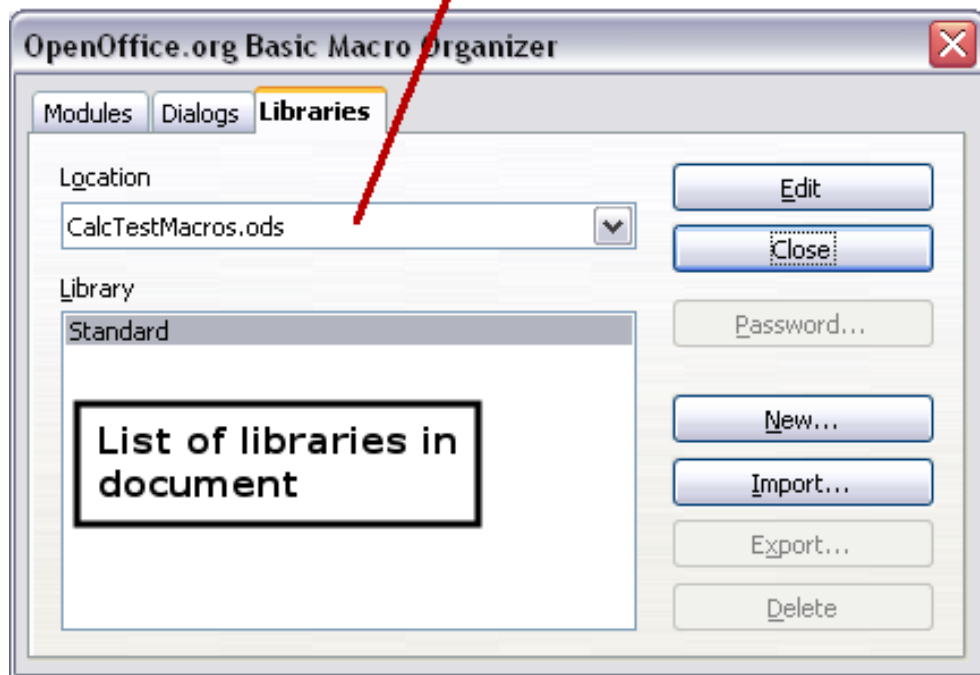 OpenOffice.org Basic Macro Organizer
Modules Dialogs Libraries
Location
Edit
CalcTestMacros.ods
Close
Library
Standard
Password...
List of libraries in
document
New...
Import...
Export...
Delete